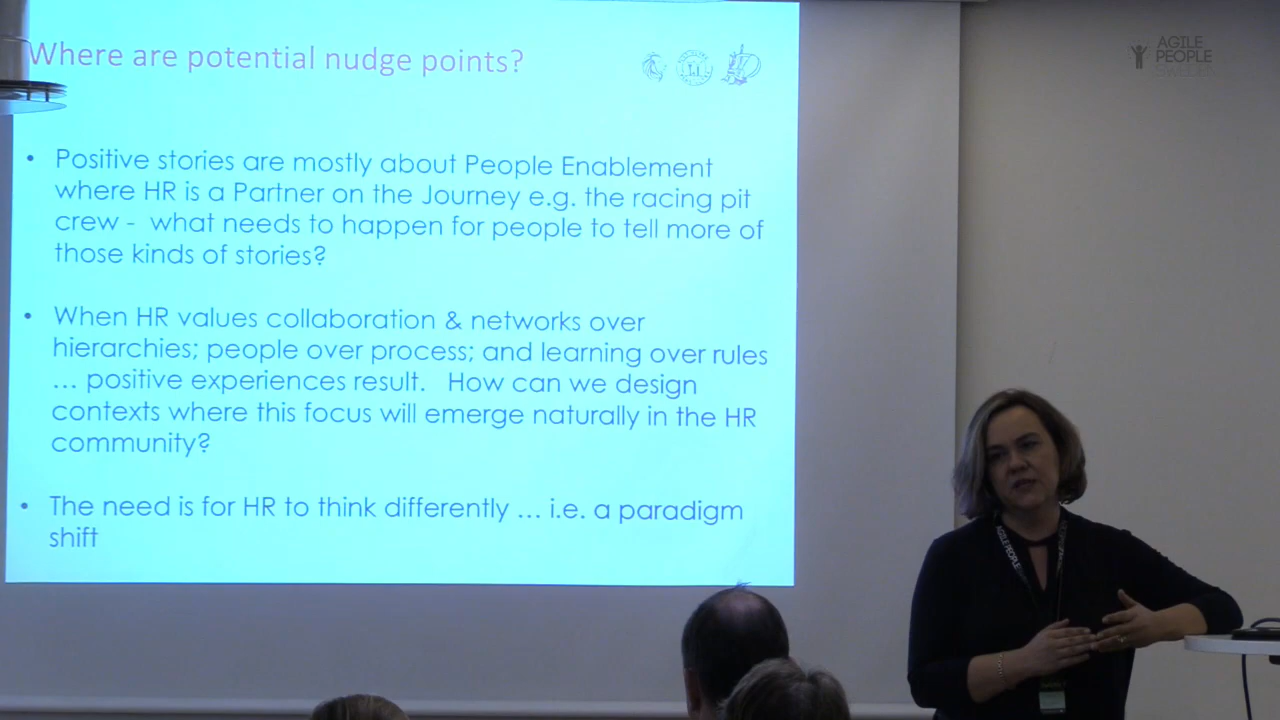 Where are potential nudge points?
AGILE
PEOPLE
SWEDEN
• Positive stories are mostly about People Enablement
where HR is a Partner on the Journey e.g. the racing pit
crew - what needs to happen for people to tell more of
those kinds of stories?
• When HR values collaboration & networks over
hierarchies; people over process; and learning over rules
... positive experiences result. How can we design
contexts where this focus will emerge naturally in the HR
community?
• The need is for HR to think differently ... i.e. a paradigm
shift
AGILE PEOPLE